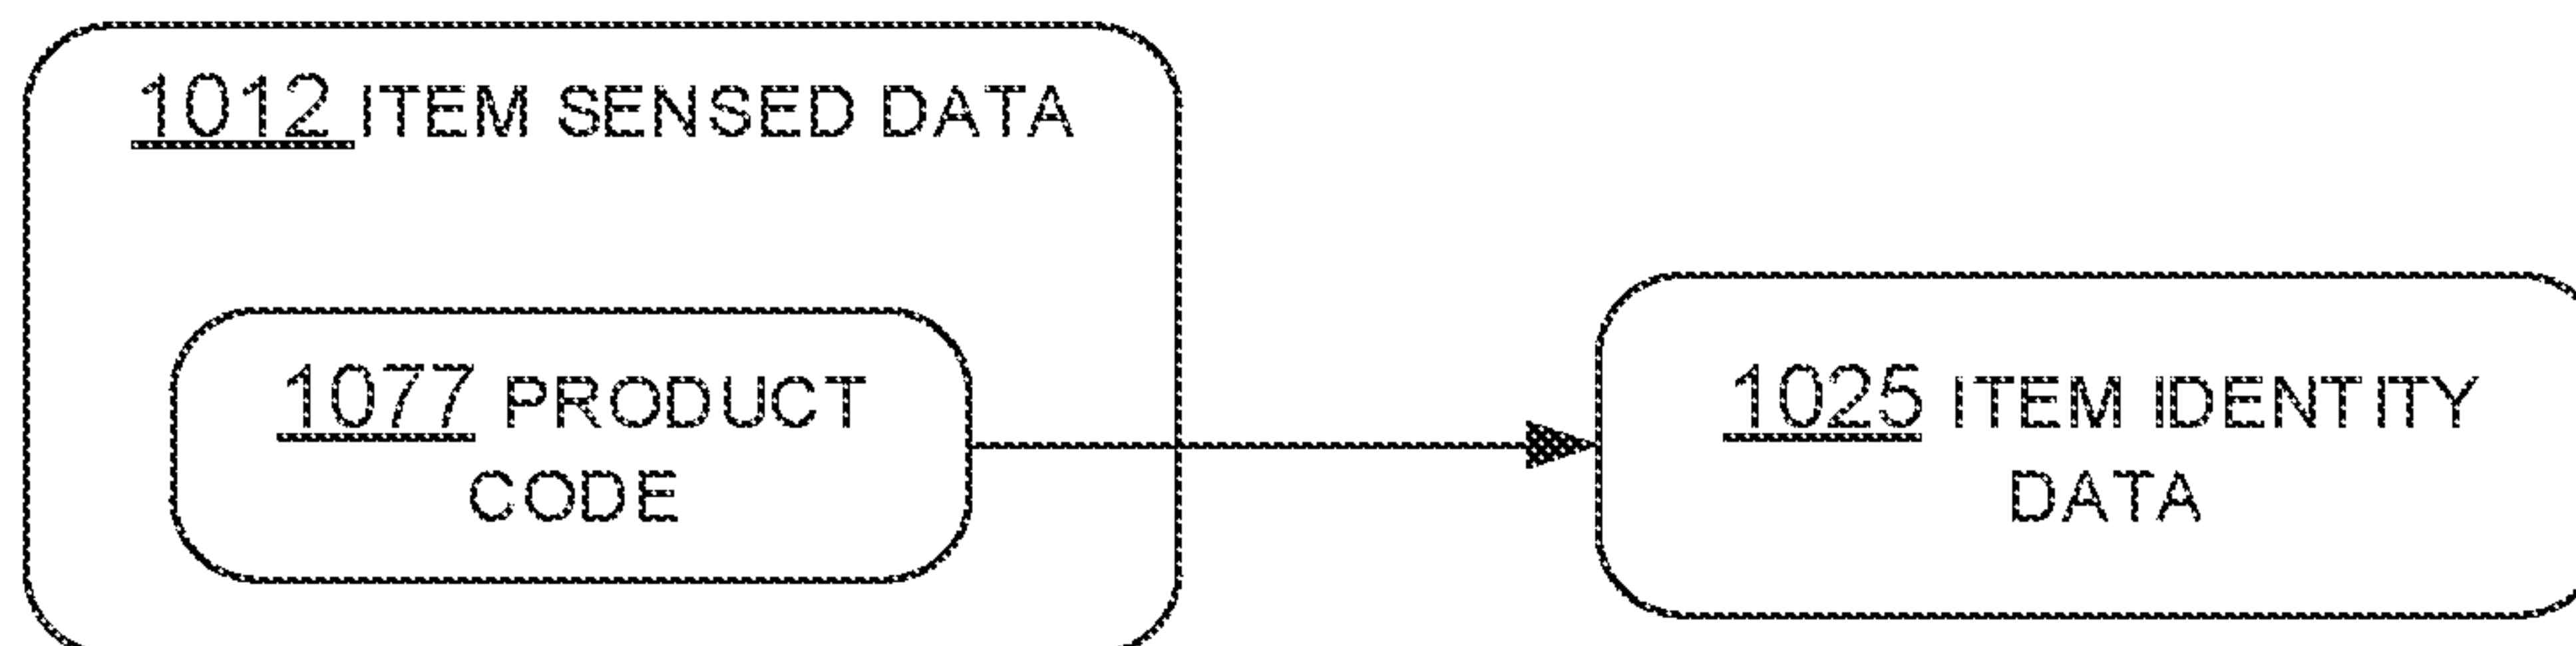 1012 ITEM SENSED DATA
1077 PRODUCT
CODE
1025 ITEM IDENTITY
DATA